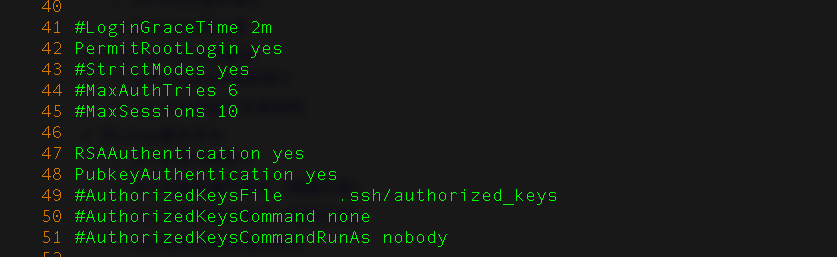 40
41 #LoginGraceTime 2m
42 PermitRootLogin yes
43 #StrictModes yes
44 #MaxAuthTries 6
45 #MaxSessions 10
46
47 RSAAuthentication yes
48 PubkeyAuthentication yes
49 #AuthorizedKeysFile     .ssh/authorized_keys
50 #AuthorizedKeysCommand none
51 #AuthorizedKeysCommandRunAs nobody